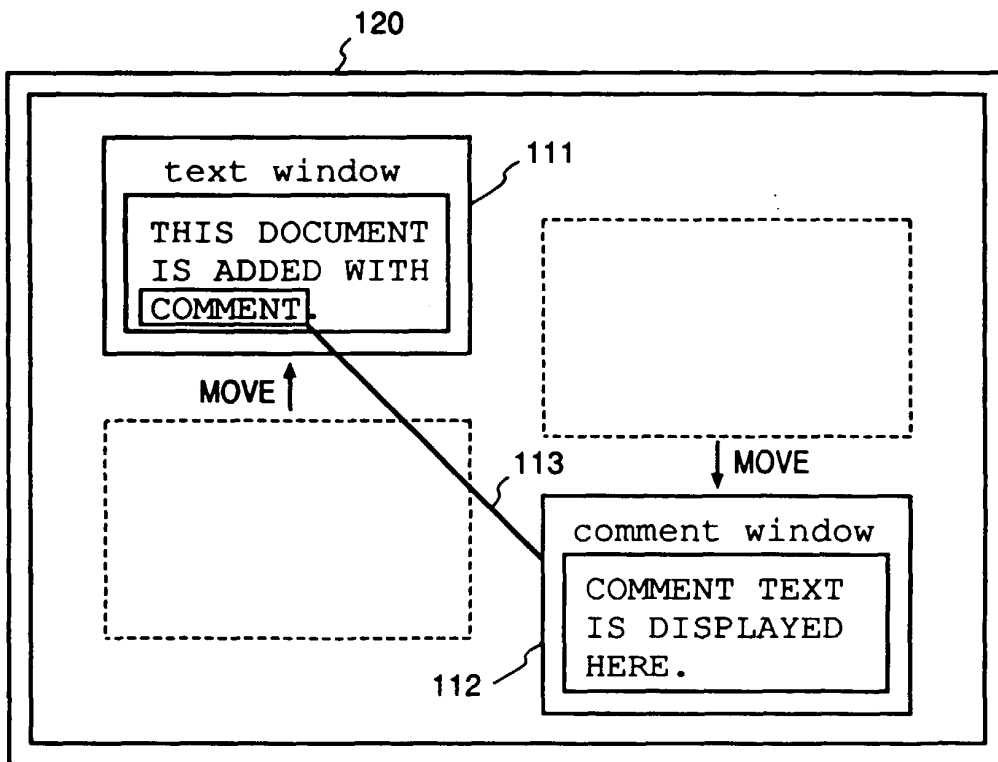 120
text window
111
THIS DOCUMENT
IS ADDED WITH
COMMENT.
MOVE
113
MOVE
comment window
COMMENT TEXT
IS DISPLAYED
HERE.
112